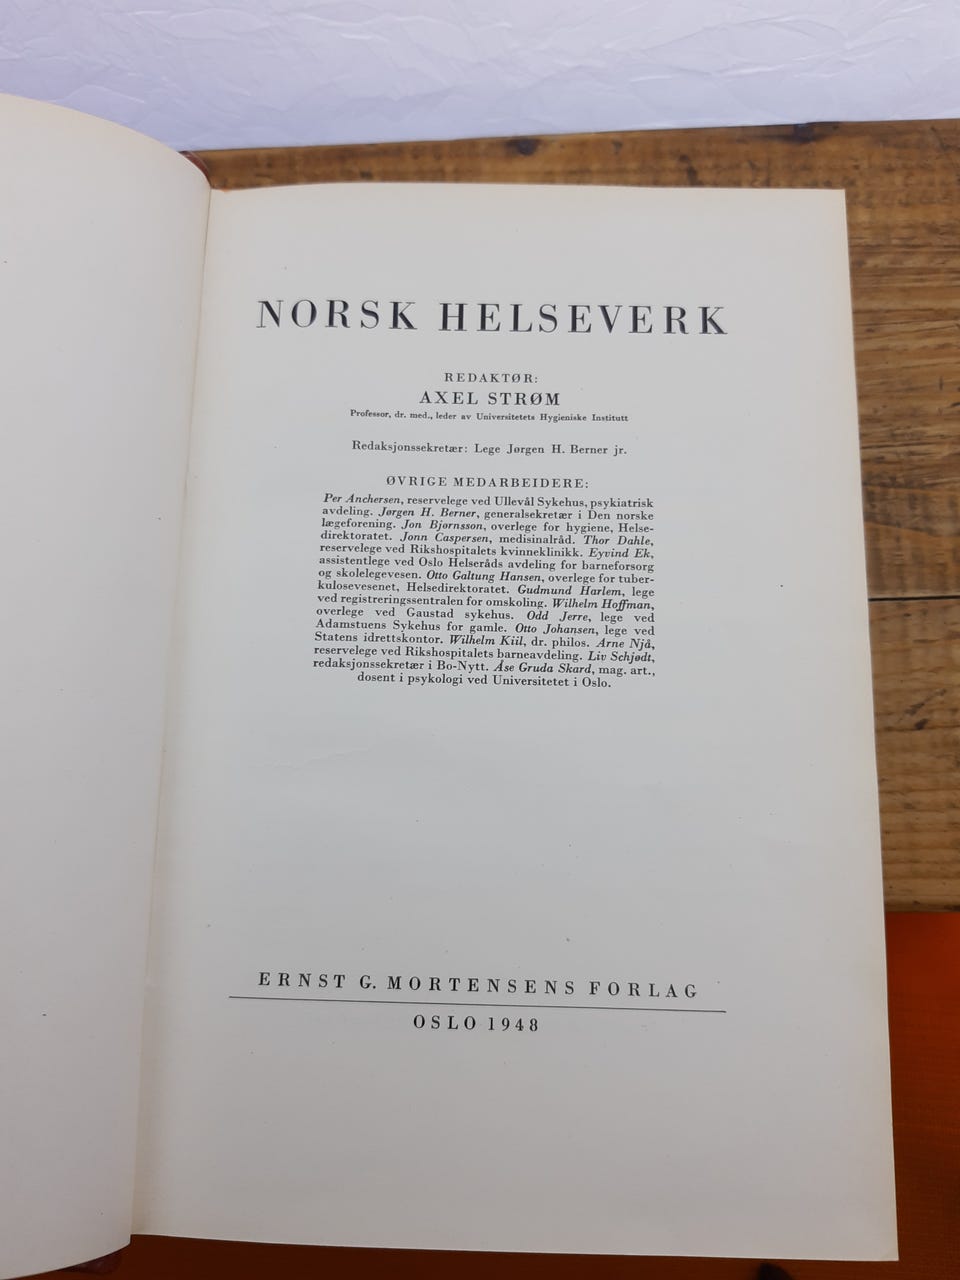 NORSK HELSEVERK
REDAKTØR:
AXEL STRØM
Professor, dr. med., leder av Universitetets Hygieniske Institutt
Redaksjonssekretær: Lege Jørgen H. Berner jr.
ØVRIGE MEDARBEIDERE:
Per Anchersen, reservelege ved Ullevål Sykehus, psykiatrisk
avdeling. Jørgen H. Berner, generalsekretær i Den norske
lægeforening. Jon Bjørnsson, overlege for hygiene, Helse-
direktoratet. Jonn Caspersen, medisinalråd. Thor Dahle,
reservelege ved Rikshospitalets kvinneklinikk. Eyvind Ek,
assistentlege ved Oslo Helseråds avdeling for barneforsorg
og skolelegevesen. Otto Galtung Hansen, overlege for tuber-
kulosevesenet, Helsedirektoratet. Gudmund Harlem, lege
ved registreringssentralen for omskoling. Wilhelm Hoffman,
overlege ved Gaustad sykehus. Odd Jerre, lege ved
Adamstuens Sykehus for gamle. Otto Johansen, lege ved
Statens idrettskontor. Wilhelm Kiil, dr. philos. Arne Njå,
reservelege ved Rikshospitalets barneavdeling. Liv Schjødt,
redaksjonssekretær i Bo-Nytt. Åse Gruda Skard, mag. art.,
dosent i psykologi ved Universitetet i Oslo.
ERNST G. MORTENSENS FORLAG
OSLO 1948